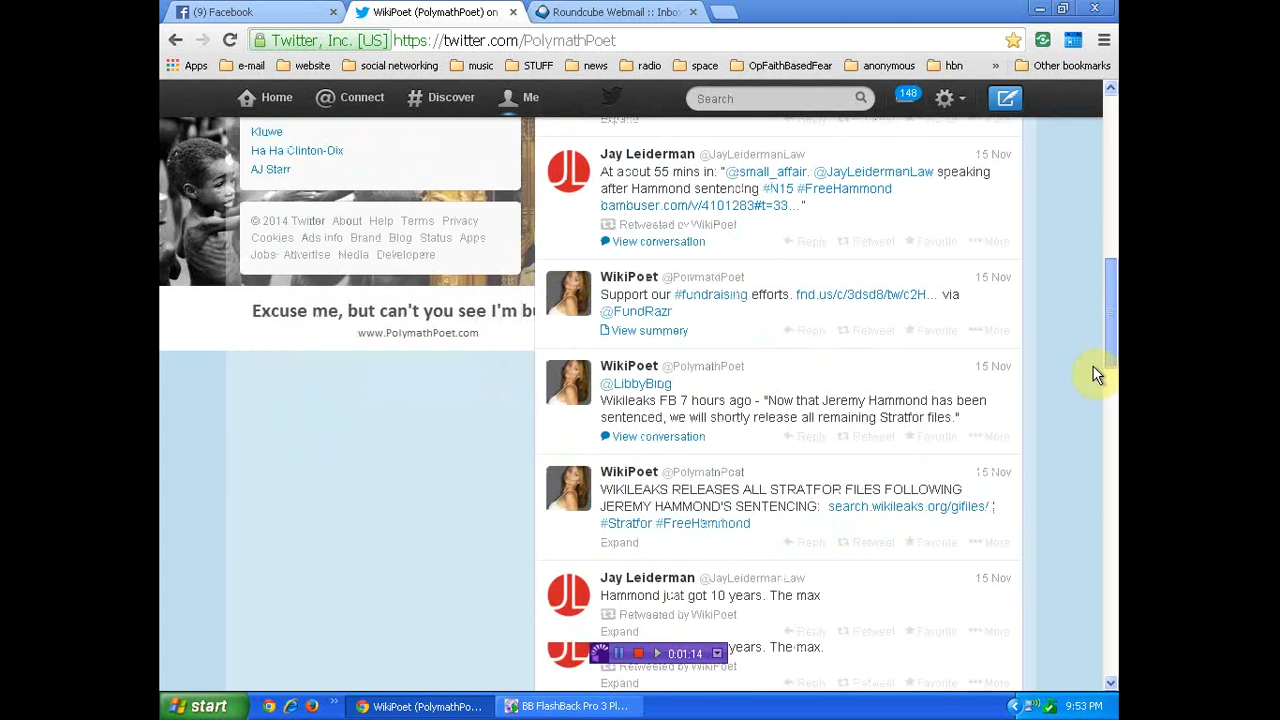 (9) Facebook
WikiPoet (PolymathPoet) on
Roundcube Webmail :: Inbo
Twitter, Inc. [US] https://twitter.com/PolymathPoet
Apps e-mail website social networking music STUFF news radio space OpFaithBasedFear anonymous hbn » Other bookmarks
Home @ Connect # Discover Me Search 148
Kluwe
Ha Ha Clinton-Dix
AJ Starr
© 2014 Twitter About Help Terms Privacy
Cookies Ads info Brand Blog Status Apps
Jobs Advertise Media Developers
Excuse me, but can't you see I'm bu
www.PolymathPoet.com
Expand
Jay Leiderman @JayLeidermanLaw 15 Nov
At about 55 mins in: "@small_affair. @JayLeidermanLaw speaking
after Hammond sentencing #N15 #FreeHammond
bambuser.com/v/4101283#t=33... "
Retweeted by WikiPoet
View conversation Reply Retweet Favorite More
WikiPoet @PolymathPoet 15 Nov
Support our #fundraising efforts. fnd.us/c/3dsd8/tw/c2H... via
@FundRazr
View summary Reply Retweet Favorite More
WikiPoet @PolymathPoet 15 Nov
@LibbyBlog
Wikileaks FB 7 hours ago - "Now that Jeremy Hammond has been
sentenced, we will shortly release all remaining Stratfor files."
View conversation Reply Retweet Favorite More
WikiPoet @PolymathPoet 15 Nov
WIKILEAKS RELEASES ALL STRATFOR FILES FOLLOWING
JEREMY HAMMOND'S SENTENCING: search.wikileaks.org/gifiles/ ¦
#Stratfor #FreeHammond
Expand Reply Retweet Favorite More
Jay Leiderman @JayLeidermanLaw 15 Nov
Hammond just got 10 years. The max
Retweeted by WikiPoet
Expand Reply Retweet Favorite More
years. The max.
0:01:14
Retweeted by WikiPoet
Expand Reply Retweet Favorite More
start » WikiPoet (PolymathPo... BB FlashBack Pro 3 Pl... 9:53 PM